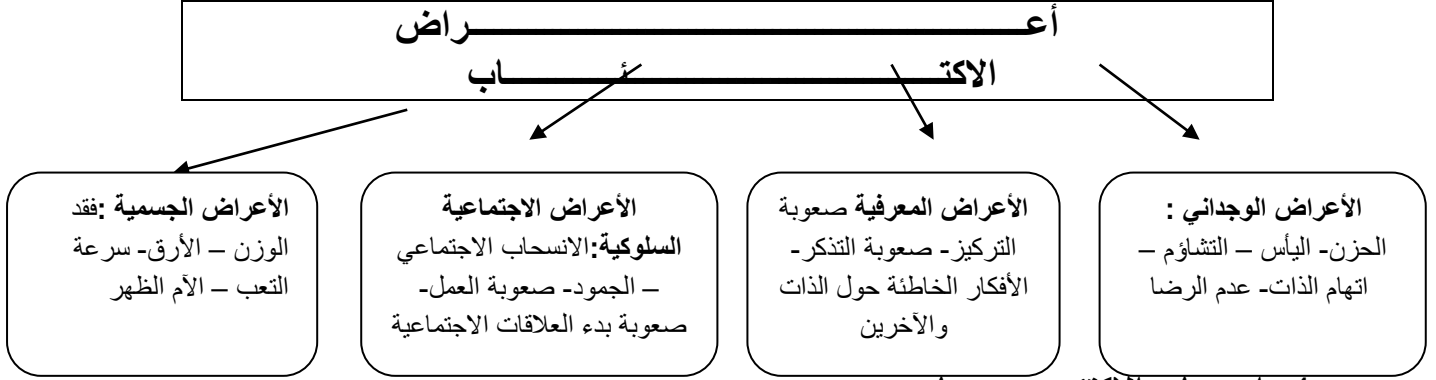 أعـــــراض
الاكتـــــئـــــاب
الأعراض الوجداني :
الحزن- اليأس – التشاؤم –
اتهام الذات- عدم الرضا
الأعراض المعرفية صعوبة
التركيز- صعوبة التذكر-
الأفكار الخاطئة حول الذات
والآخرين
الأعراض الاجتماعية
السلوكية:الانسحاب الاجتماعي
– الجمود- صعوبة العمل-
صعوبة بدء العلاقات الاجتماعية
الأعراض الجسمية :فقد
الوزن – الأرق- سرعة
التعب – الآم الظهر